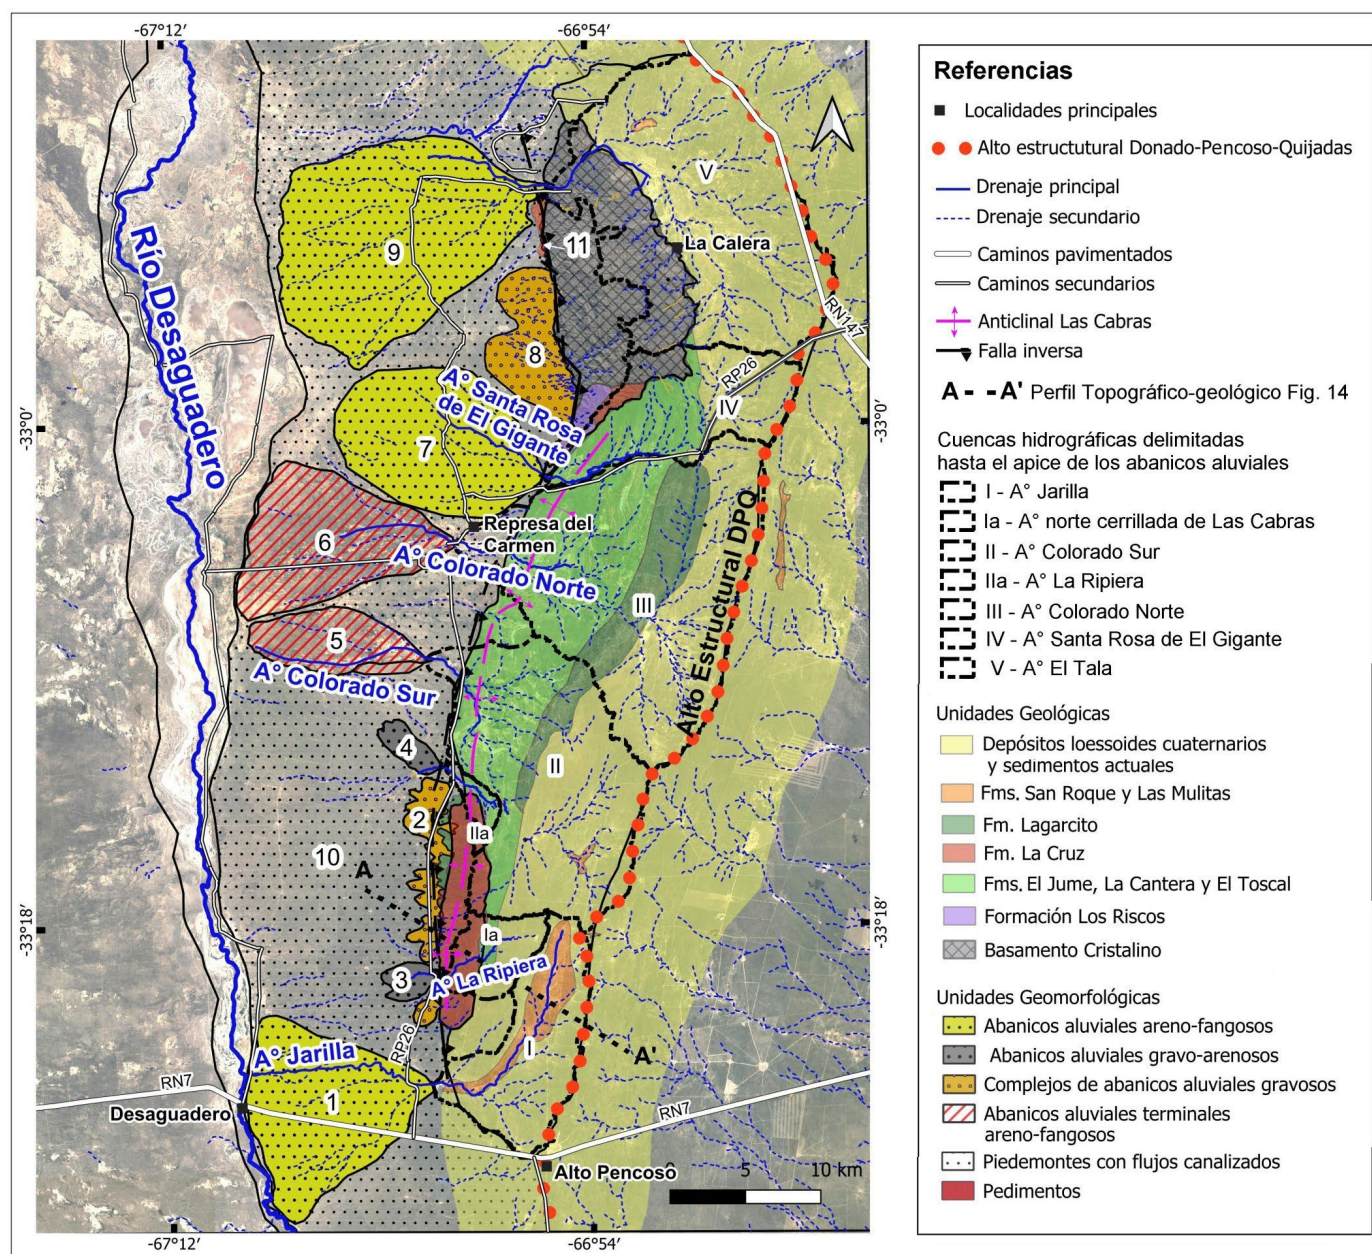 -67°12′
-66°54′
V
9
11
La Calera
Río Desaguadero
RN147
8
RP26
A° Santa Rosa
de El Gigante
IV
-33°0′
-33°0′
7
Alto Estructural DPQ
Represa del
Carmen
6
A° Colorado Norte
III
5
A° Colorado Sur
4
II
2
IIa
10
A
-33°18′
-33°18′
Ia
3
A° La Ripiera
I
A'
A° Jarilla
RP26
RN7
1
Desaguadero
RN7
Alto Pencoso
5
10 km
-67°12′
-66°54′
Referencias
Localidades principales
Alto estructutural Donado-Pencoso-Quijadas
Drenaje principal
Drenaje secundario
Caminos pavimentados
Caminos secundarios
Anticlinal Las Cabras
Falla inversa
A - - A' Perfil Topográfico-geológico Fig. 14
Cuencas hidrográficas delimitadas
hasta el apice de los abanicos aluviales
I - A° Jarilla
Ia - A° norte cerrillada de Las Cabras
II - A° Colorado Sur
IIa - A° La Ripiera
III - A° Colorado Norte
IV - A° Santa Rosa de El Gigante
V - A° El Tala
Unidades Geológicas
Depósitos loessoides cuaternarios
y sedimentos actuales
Fms. San Roque y Las Mulitas
Fm. Lagarcito
Fm. La Cruz
Fms. El Jume, La Cantera y El Toscal
Formación Los Riscos
Basamento Cristalino
Unidades Geomorfológicas
Abanicos aluviales areno-fangosos
Abanicos aluviales gravo-arenosos
Complejos de abanicos aluviales gravosos
Abanicos aluviales terminales
areno-fangosos
Piedemontes con flujos canalizados
Pedimentos